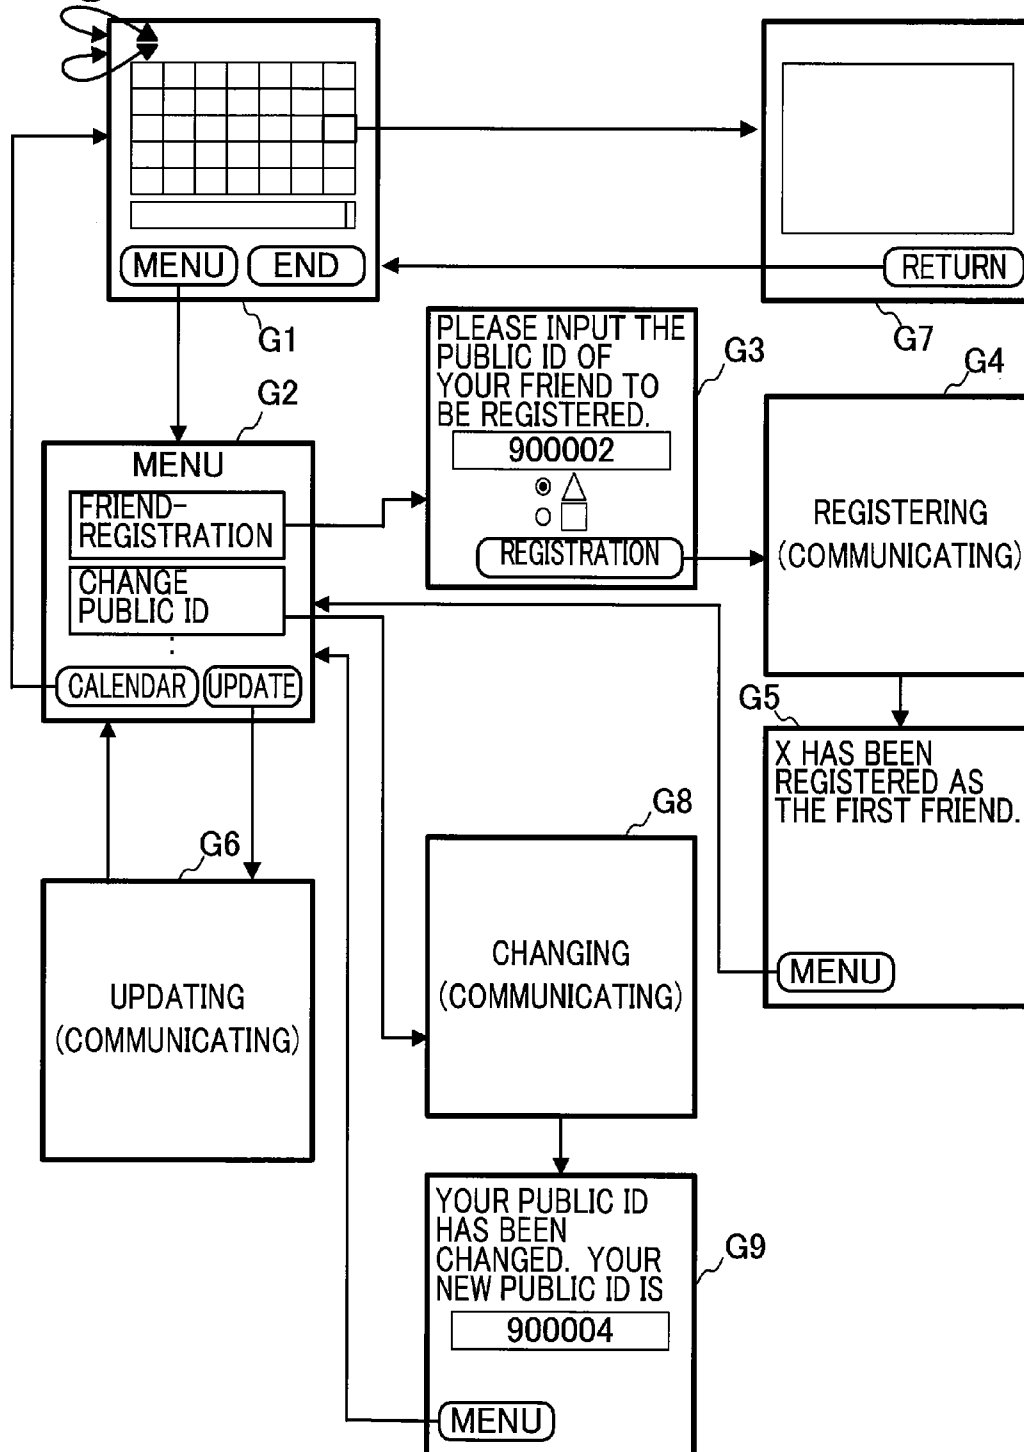 MENU
END
RETURN
G1
G7
PLEASE INPUT THE
PUBLIC ID OF
YOUR FRIEND TO
BE REGISTERED.
900002
REGISTRATION
G3
G4
REGISTERING
(COMMUNICATING)
G2
MENU
FRIEND-
REGISTRATION
CHANGE
PUBLIC ID
:
CALENDAR
UPDATE
G5
X HAS BEEN
REGISTERED AS
THE FIRST FRIEND.
MENU
G6
UPDATING
(COMMUNICATING)
G8
CHANGING
(COMMUNICATING)
YOUR PUBLIC ID
HAS BEEN
CHANGED. YOUR
NEW PUBLIC ID IS
900004
MENU
G9